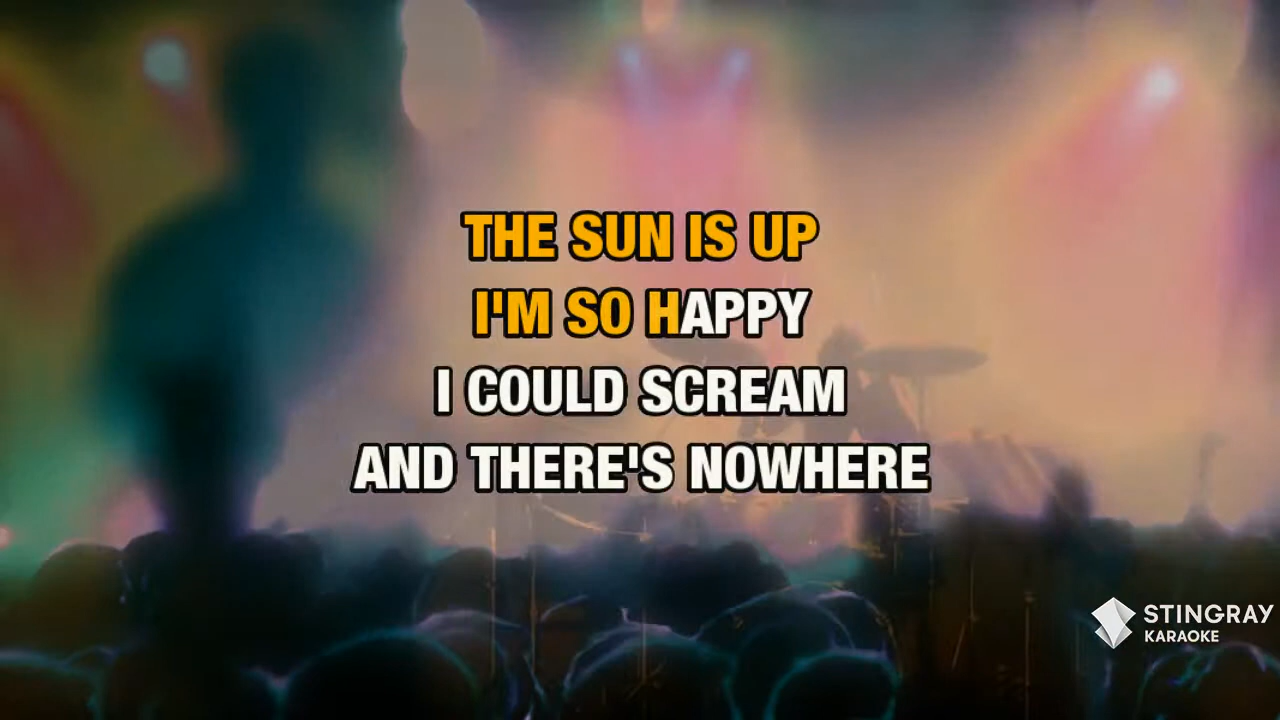 THE SUN IS UP
I'M SO HAPPY
I COULD SCREAM
AND THERE'S NOWHERE
STINGRAY
KARAOKE